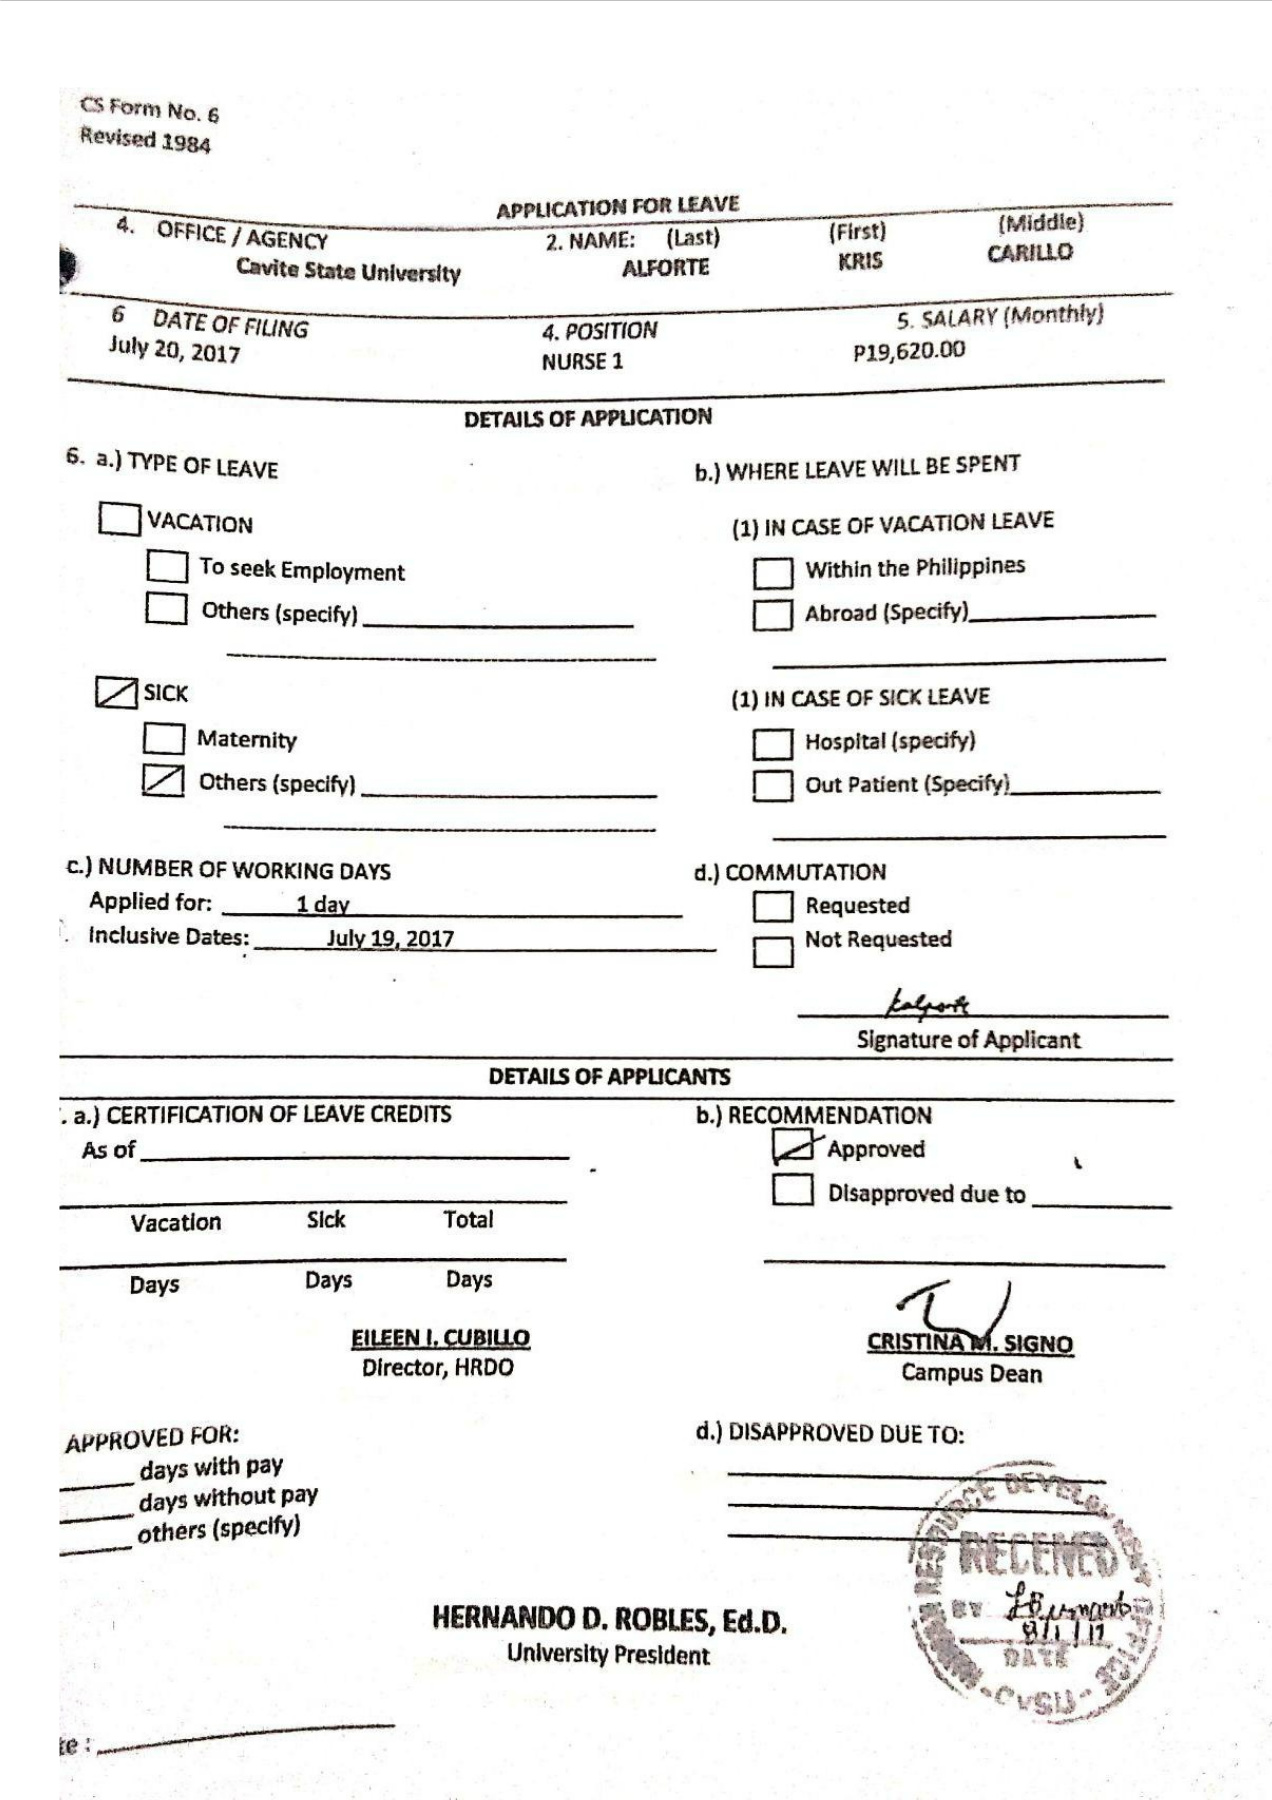 CS Form No. 6
Revised 1984
APPLICATION FOR LEAVE
4. OFFICE / AGENCY 2. NAME: (Last) (First) (Middle)
Cavite State University ALFORTE KRIS CARILLO
6 DATE OF FILING 4. POSITION 5. SALARY (Monthly)
July 20, 2017 NURSE 1 P19,620.00
DETAILS OF APPLICATION
6. a.) TYPE OF LEAVE b.) WHERE LEAVE WILL BE SPENT
VACATION (1) IN CASE OF VACATION LEAVE
To seek Employment Within the Philippines
Others (specify) Abroad (Specify)
SICK (1) IN CASE OF SICK LEAVE
Maternity Hospital (specify)
Others (specify) Out Patient (Specify)
c.) NUMBER OF WORKING DAYS d.) COMMUTATION
Applied for: 1 day Requested
Inclusive Dates: July 19, 2017 Not Requested
Signature of Applicant
DETAILS OF APPLICANTS
. a.) CERTIFICATION OF LEAVE CREDITS b.) RECOMMENDATION
As of Approved
Disapproved due to
Vacation Sick Total
Days Days Days
EILEEN I. CUBILLO CRISTINA M. SIGNO
Director, HRDO Campus Dean
APPROVED FOR: d.) DISAPPROVED DUE TO:
days with pay
days without pay
others (specify)
HUMAN RESOURCE DEVELOPMENT OFFICE - CvSU -
RECEIVED
BY
8/1/17
DATE
HERNANDO D. ROBLES, Ed.D.
University President
te :